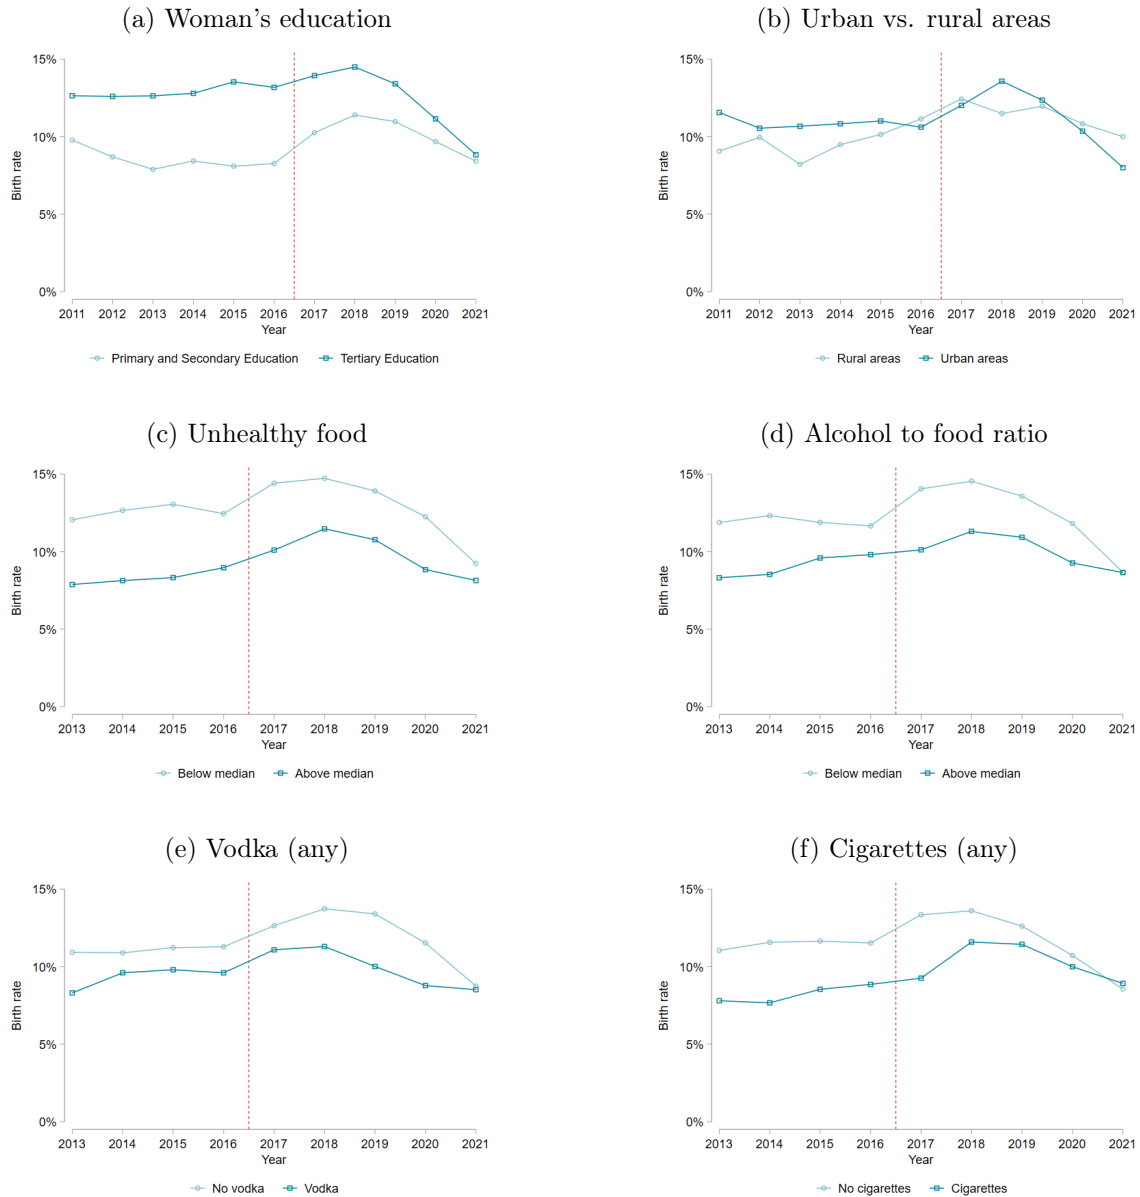 (a) Woman's education
(b) Urban vs. rural areas
15%
10%
5%
0%
Birth rate
2011 2012 2013 2014 2015 2016 2017 2018 2019 2020 2021
Year
Primary and Secondary Education Tertiary Education
15%
10%
5%
0%
Birth rate
2011 2012 2013 2014 2015 2016 2017 2018 2019 2020 2021
Year
Rural areas Urban areas
(c) Unhealthy food
(d) Alcohol to food ratio
15%
10%
5%
0%
Birth rate
2013 2014 2015 2016 2017 2018 2019 2020 2021
Year
Below median Above median
15%
10%
5%
0%
Birth rate
2013 2014 2015 2016 2017 2018 2019 2020 2021
Year
Below median Above median
(e) Vodka (any)
(f) Cigarettes (any)
15%
10%
5%
0%
Birth rate
2013 2014 2015 2016 2017 2018 2019 2020 2021
Year
No vodka Vodka
15%
10%
5%
0%
Birth rate
2013 2014 2015 2016 2017 2018 2019 2020 2021
Year
No cigarettes Cigarettes